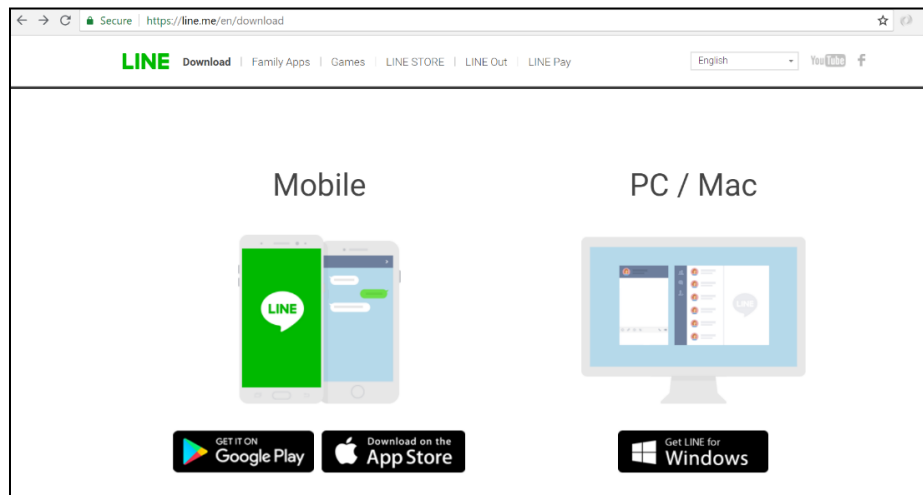 Secure | https://line.me/en/download
LINE Download | Family Apps | Games | LINE STORE | LINE Out | LINE Pay English YouTube f
Mobile
PC / Mac
LINE
LINE
GET IT ON
Google Play
Download on the
App Store
Get LINE for
Windows